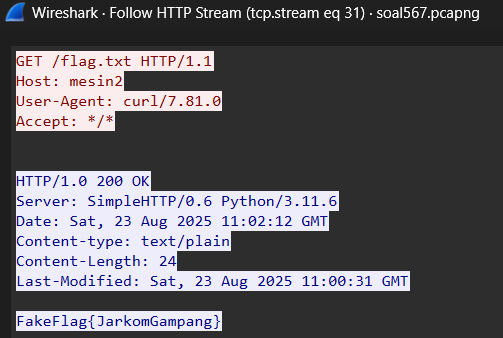 Wireshark · Follow HTTP Stream (tcp.stream eq 31) · soal567.pcapng
GET /flag.txt HTTP/1.1
Host: mesin2
User-Agent: curl/7.81.0
Accept: */*
HTTP/1.0 200 OK
Server: SimpleHTTP/0.6 Python/3.11.6
Date: Sat, 23 Aug 2025 11:02:12 GMT
Content-type: text/plain
Content-Length: 24
Last-Modified: Sat, 23 Aug 2025 11:00:31 GMT
FakeFlag{JarkomGampang}